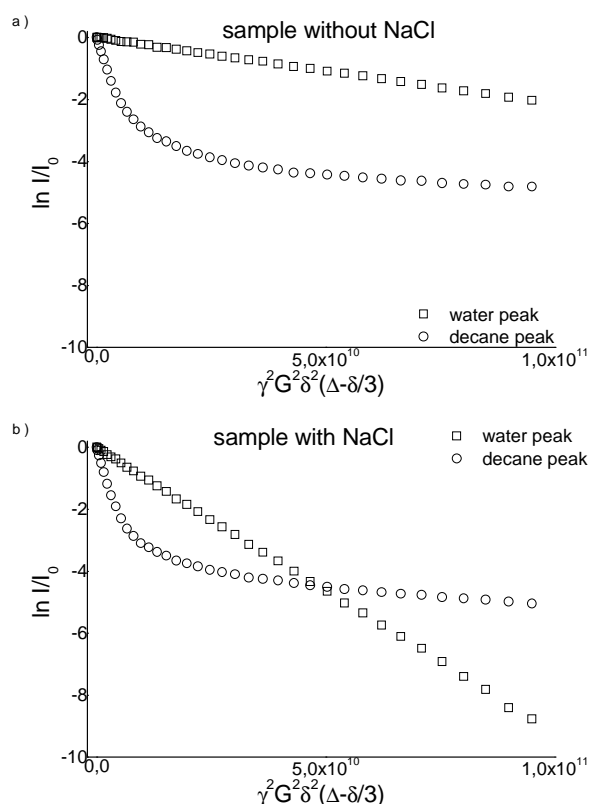 a )
sample without NaCl
0
-2
-4
-6
-8
-10
ln I/I₀
water peak
decane peak
0,0
5,0x10¹⁰
1,0x10¹¹
γ²G²δ²(Δ-δ/3)
b )
sample with NaCl
water peak
decane peak
0
-2
-4
-6
-8
-10
ln I/I₀
0,0
5,0x10¹⁰
1,0x10¹¹
γ²G²δ²(Δ-δ/3)